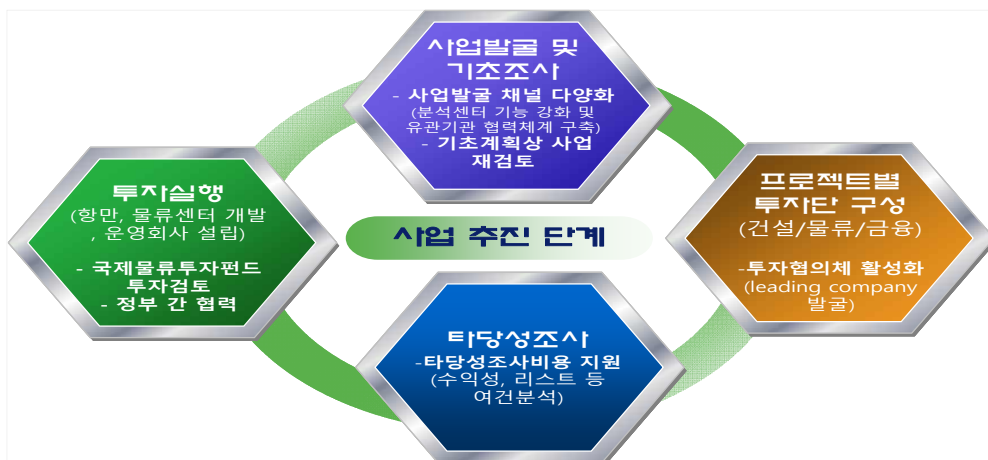 사업발굴 및
기초조사
- 사업발굴 채널 다양화
(분석센터 기능 강화 및
유관기관 협력체계 구축)
- 기초계획상 사업
재검토
투자실행
(항만, 물류센터 개발
, 운영회사 설립)
- 국제물류투자펀드
투자검토
- 정부 간 협력
사업 추진 단계
프로젝트별
투자단 구성
(건설/물류/금융)
-투자협의체 활성화
(leading company
발굴)
타당성조사
-타당성조사비용 지원
(수익성, 리스트 등
여건분석)